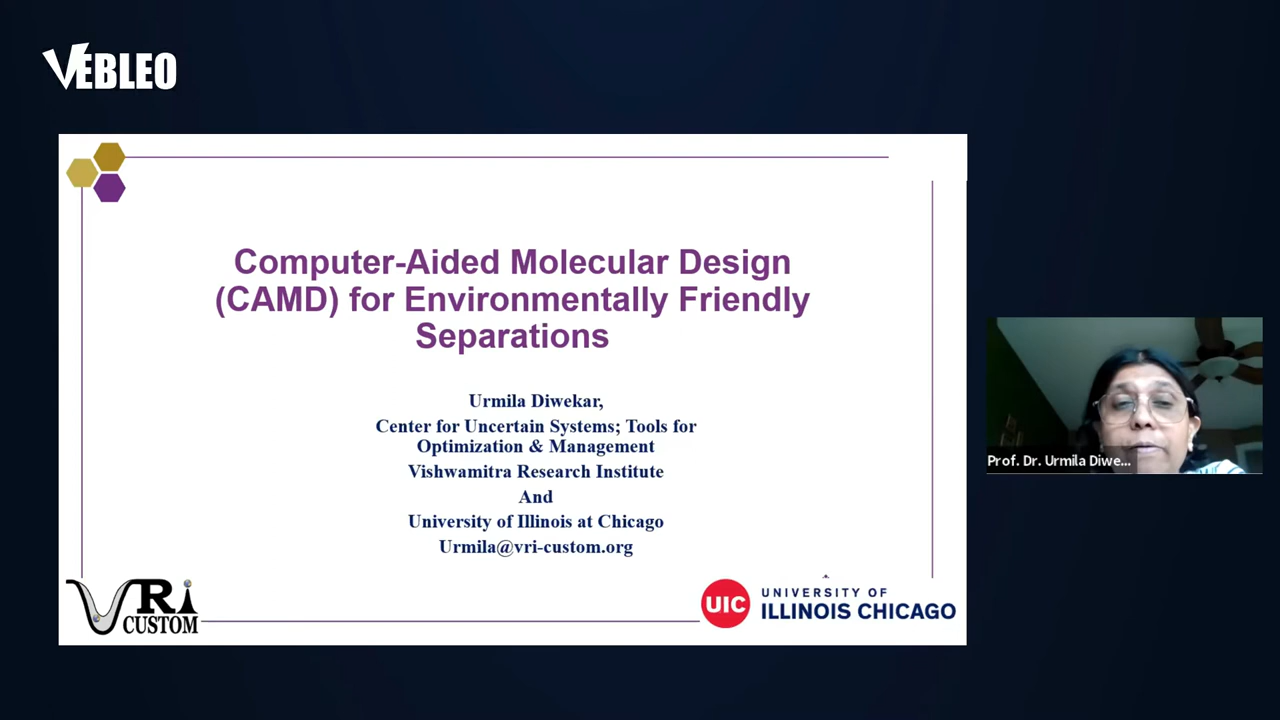 VEBLEO
Computer-Aided Molecular Design
(CAMD) for Environmentally Friendly
Separations
Urmila Diwekar,
Center for Uncertain Systems; Tools for
Optimization & Management
Vishwamitra Research Institute
And
University of Illinois at Chicago
Urmila@vri-custom.org
VRi
CUSTOM
UIC
UNIVERSITY OF
ILLINOIS CHICAGO
Prof. Dr. Urmila Diwe...